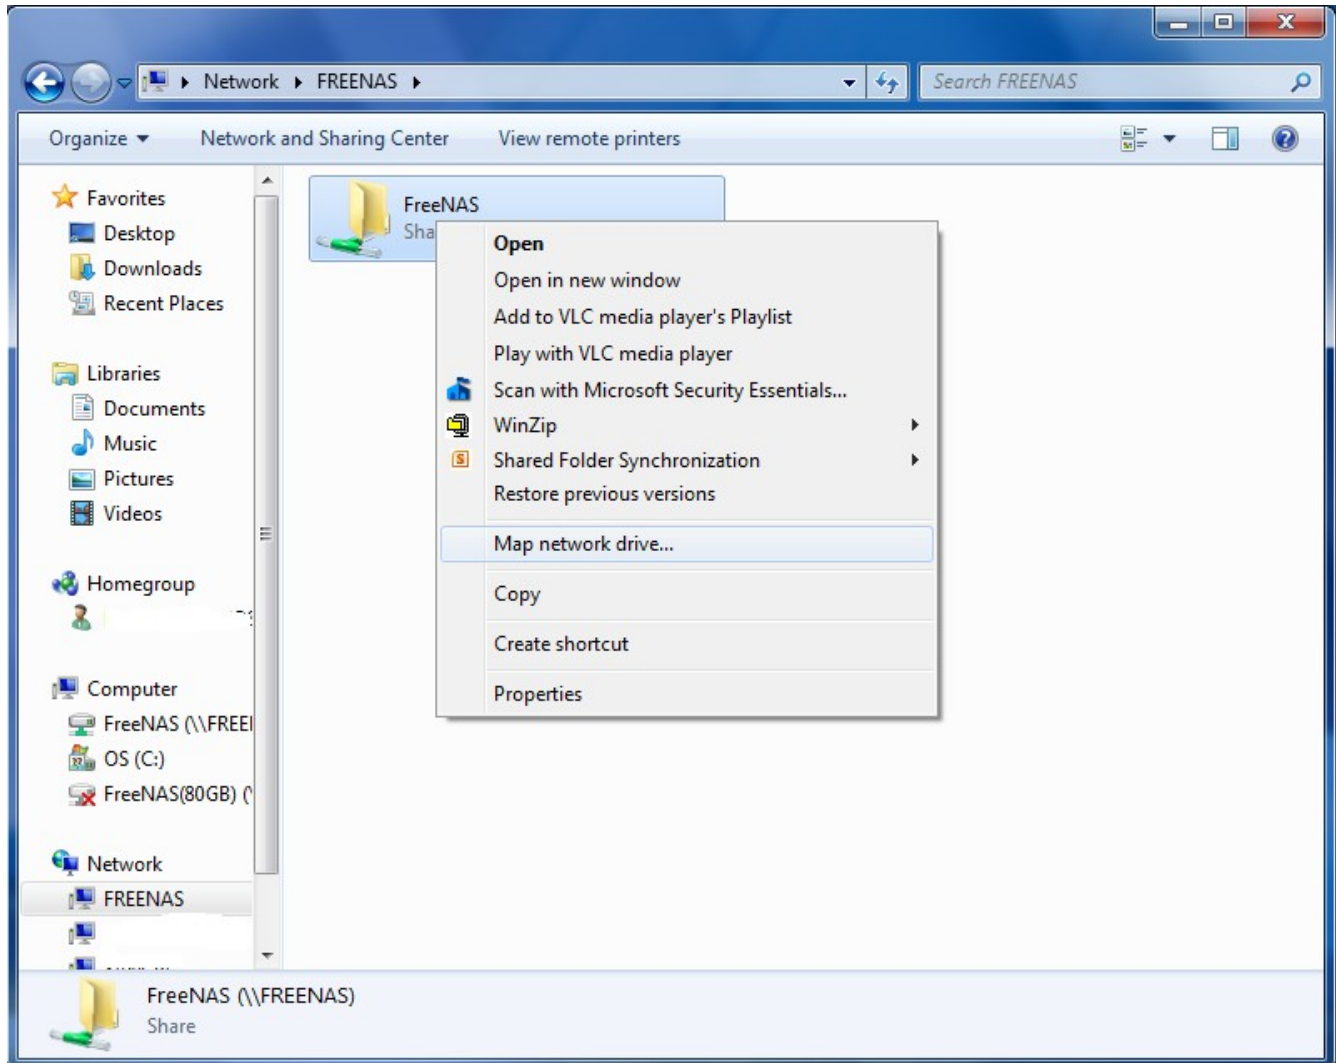 Network ▸ FREENAS ▸
Search FREENAS
Organize
Network and Sharing Center
View remote printers
Favorites
Desktop
Downloads
Recent Places
Libraries
Documents
Music
Pictures
Videos
Homegroup
Computer
FreeNAS (\\FREE
OS (C:)
FreeNAS(80GB) (
Network
FREENAS
FreeNAS
Sha
Open
Open in new window
Add to VLC media player's Playlist
Play with VLC media player
Scan with Microsoft Security Essentials...
WinZip
Shared Folder Synchronization
Restore previous versions
Map network drive...
Copy
Create shortcut
Properties
FreeNAS (\\FREENAS)
Share